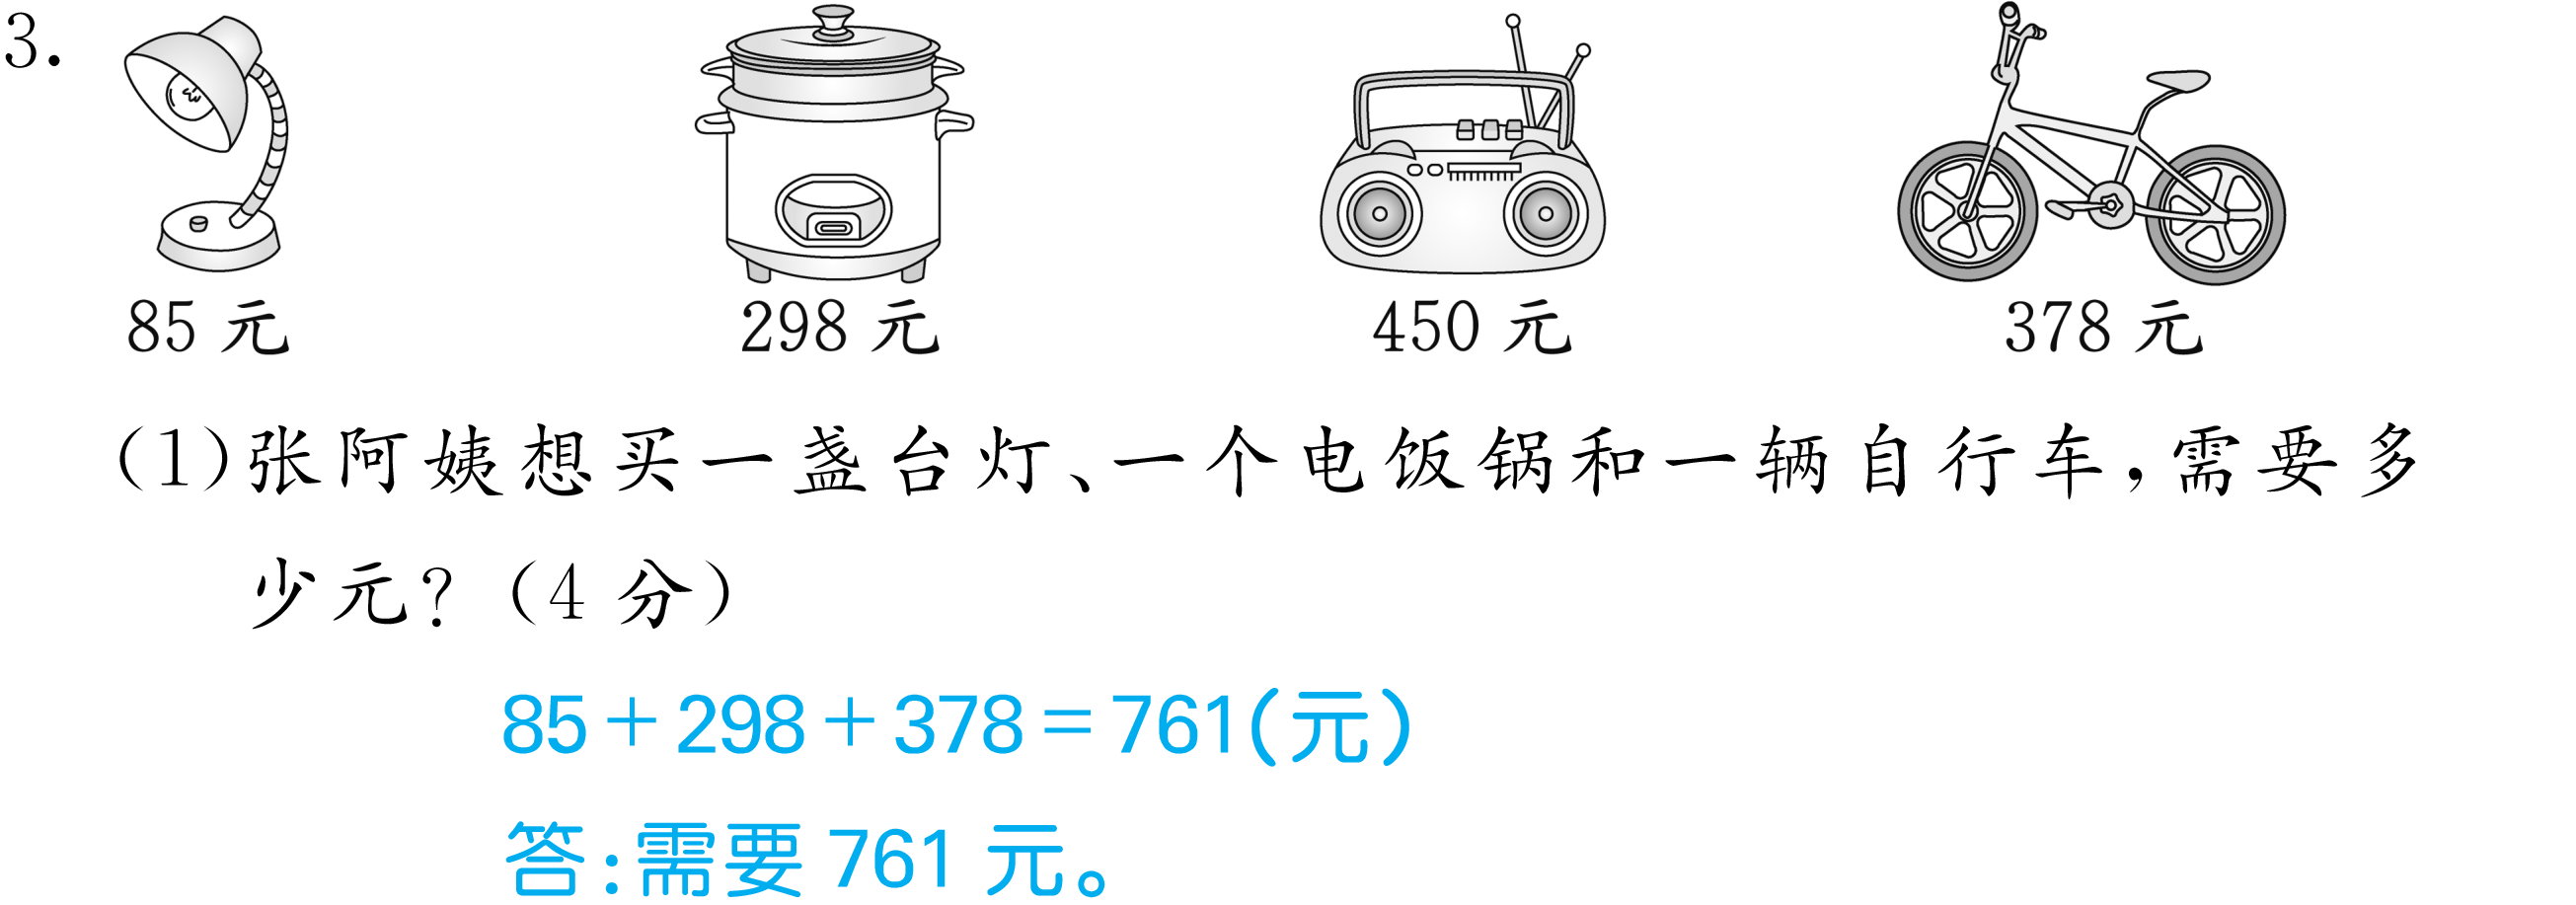 3.
85 元 298 元 450 元 378 元
(1)张阿姨想买一盏台灯、一个电饭锅和一辆自行车,需要多
少元?(4 分)
85+298+378=761(元)
答:需要 761 元。